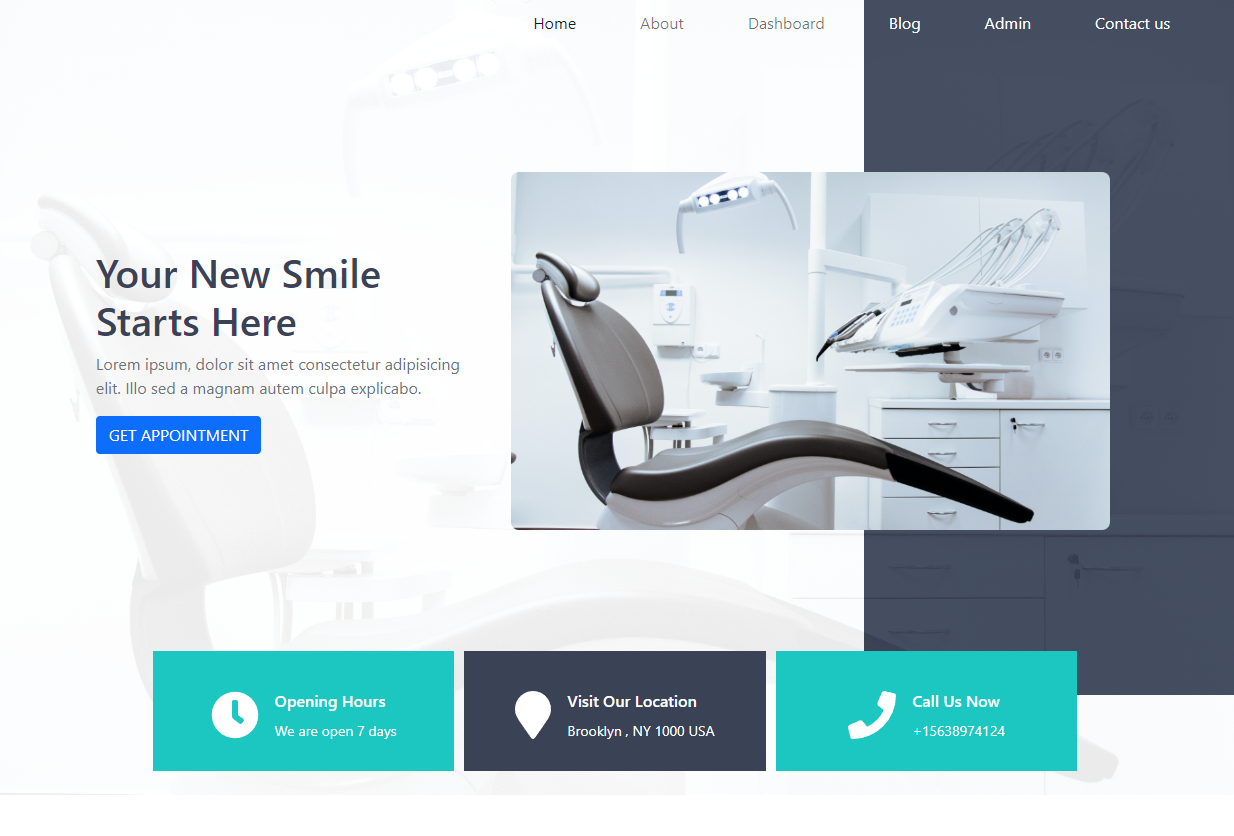 Home About Dashboard Blog Admin Contact us
Your New Smile
Starts Here
Lorem ipsum, dolor sit amet consectetur adipisicing
elit. Illo sed a magnam autem culpa explicabo.
GET APPOINTMENT
Opening Hours
We are open 7 days
Visit Our Location
Brooklyn , NY 1000 USA
Call Us Now
+15638974124